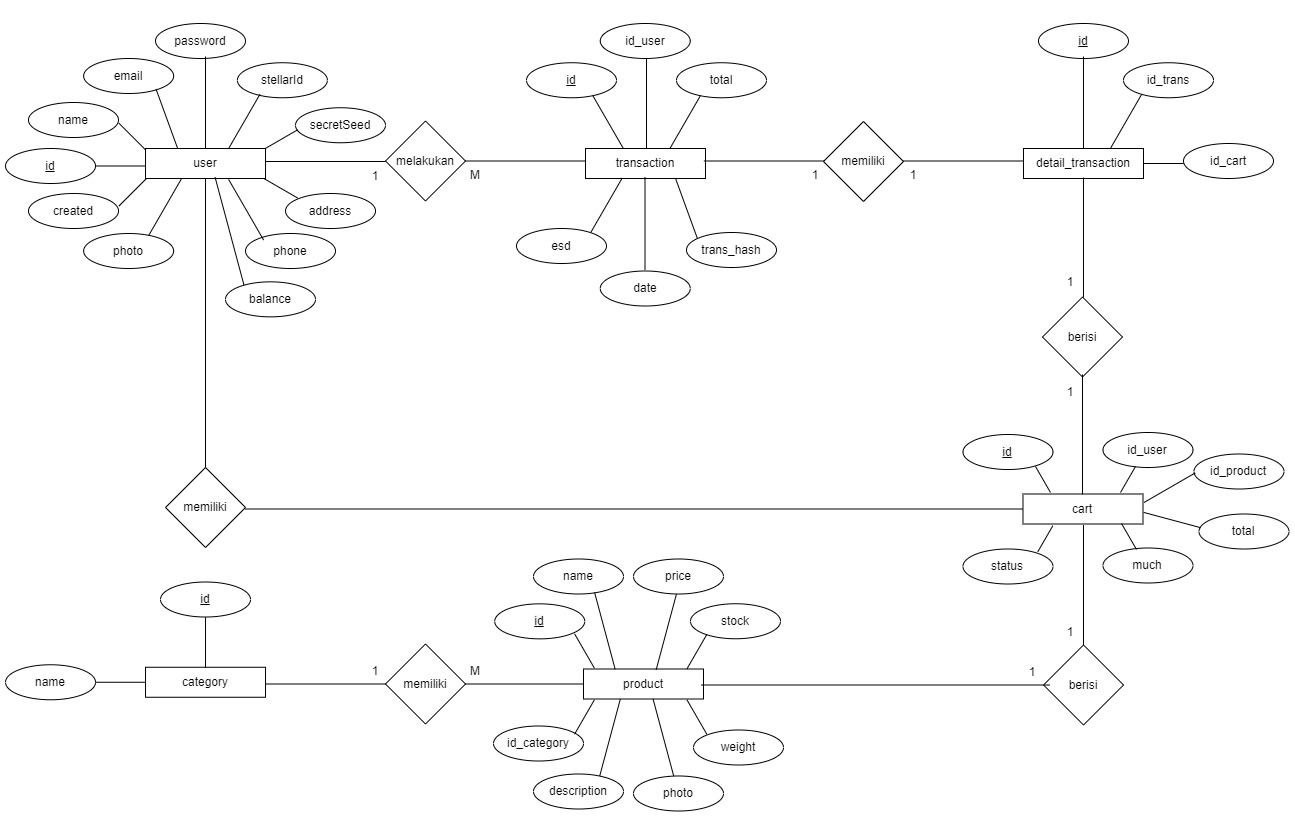 password
email
stellarId
name
secretSeed
user
id
created
address
photo
phone
balance
melakukan
1
M
id_user
id
total
transaction
esd
trans_hash
date
memiliki
1
1
id
id_trans
detail_transaction
id_cart
1
berisi
1
id
id_user
id_product
cart
total
status
much
memiliki
1
berisi
1
id
name
category
1
memiliki
M
name
price
id
stock
product
id_category
weight
description
photo